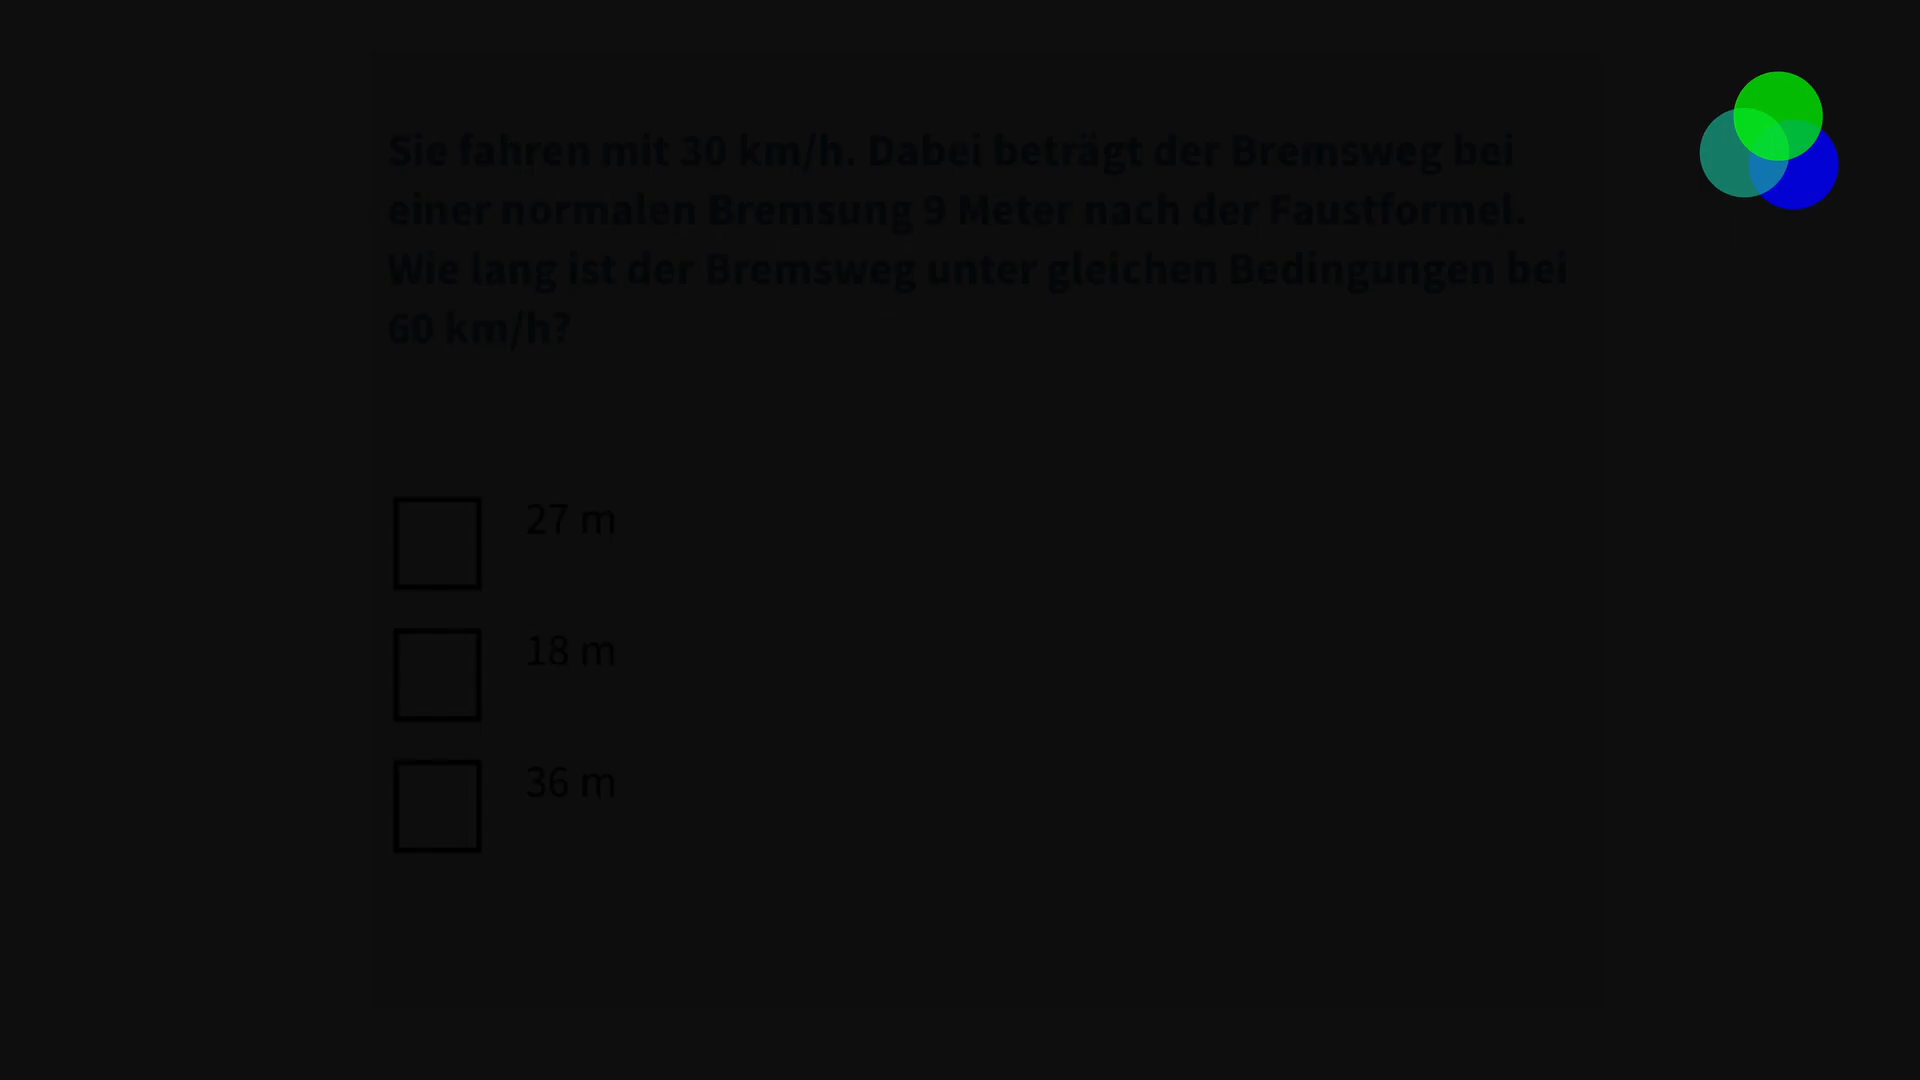 Sie fahren mit 30 km/h. Dabei beträgt der Bremsweg bei
einer normalen Bremsung 9 Meter nach der Faustformel.
Wie lang ist der Bremsweg unter gleichen Bedingungen bei
60 km/h?
27 m
18 m
36 m